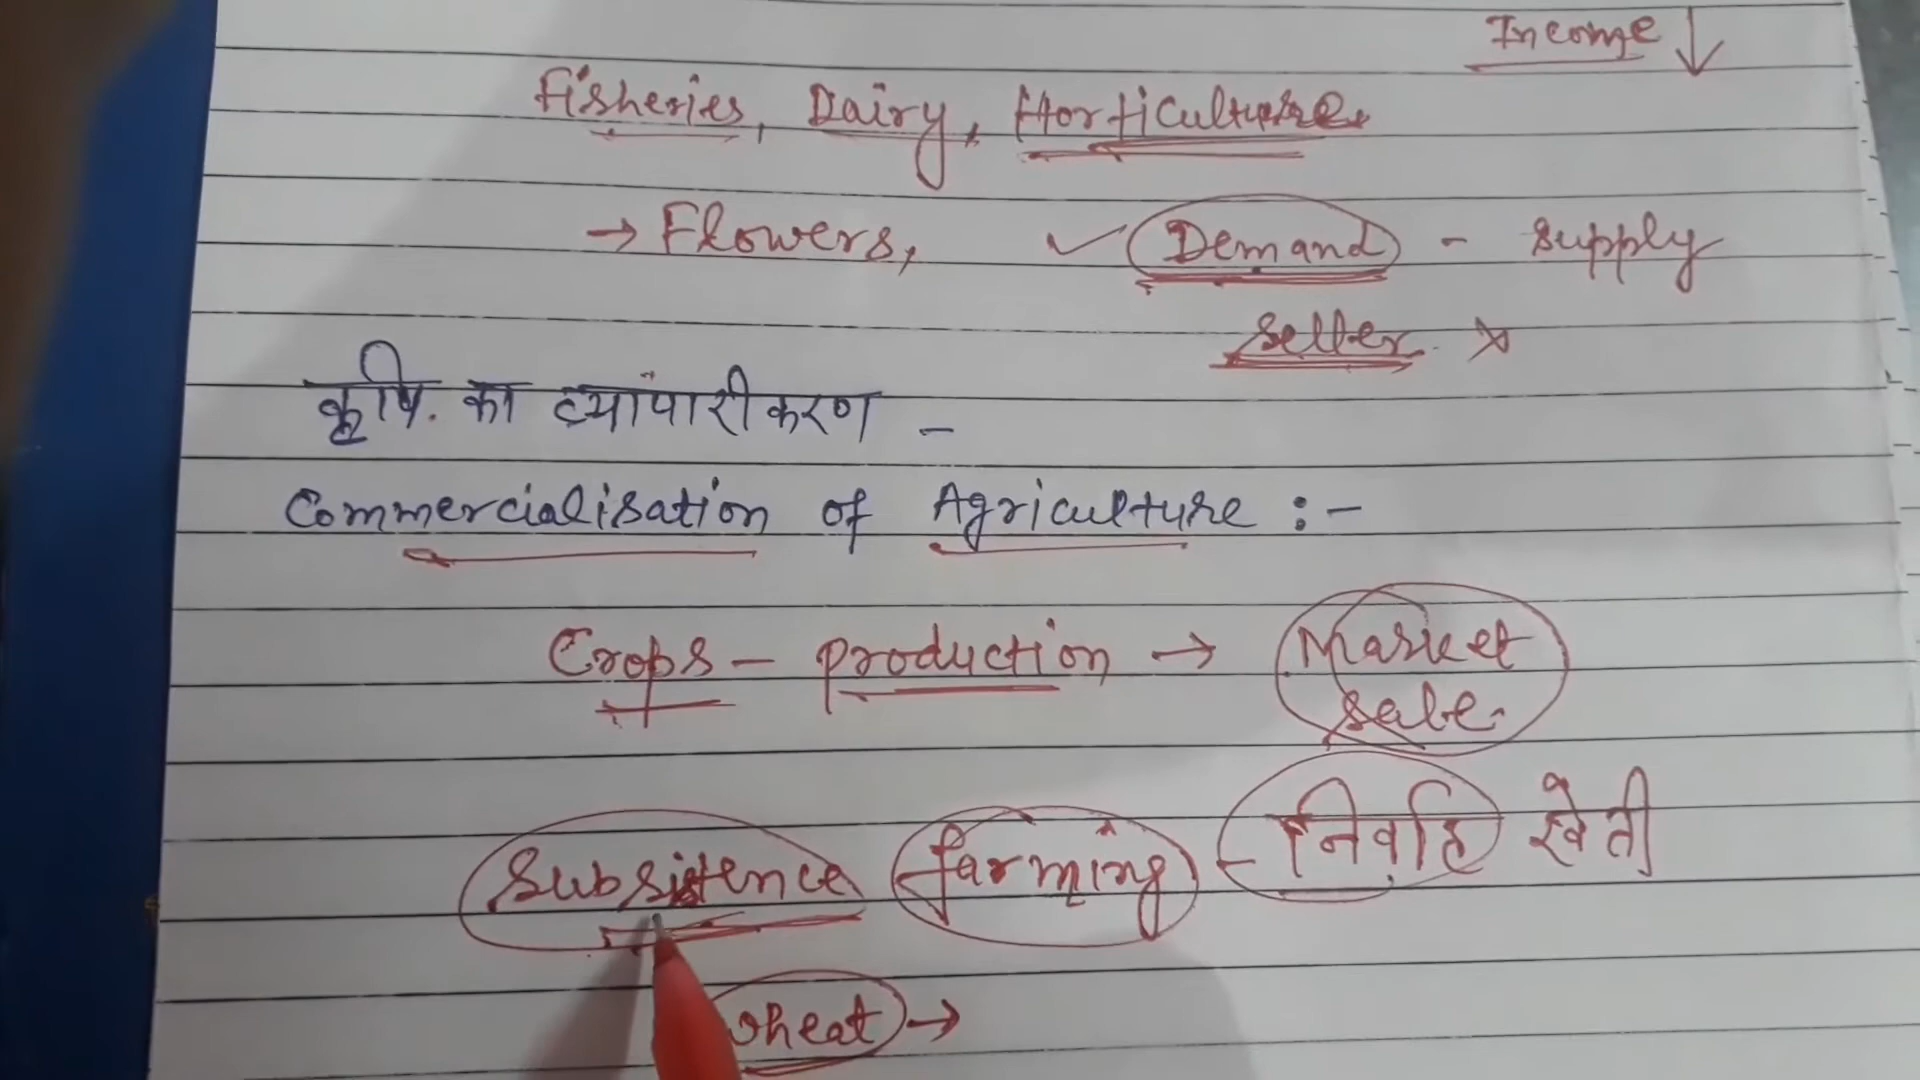 Income ↓
Fisheries, Dairy, Horticulture.
→ Flowers, ✓ Demand - supply
Seller. ×
कृषि. का व्यापारीकरण -
Commercialisation of Agriculture :-
Crops - production → Market
sale.
Subsistence farming - निर्वाह खेती
wheat →